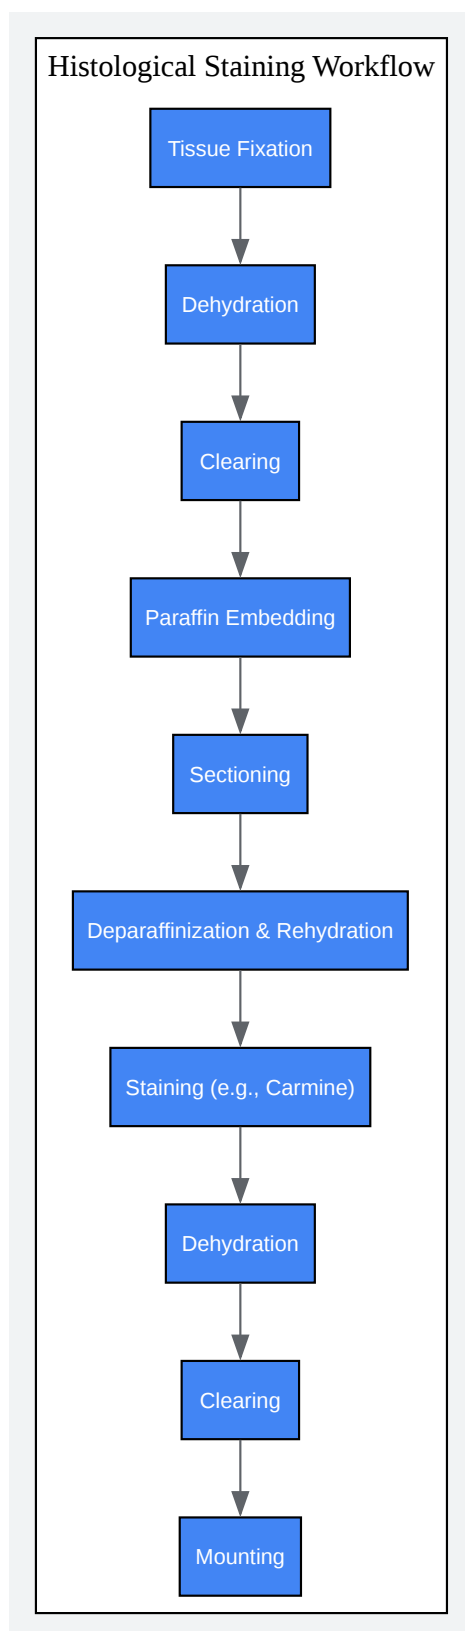 Histological Staining Workflow
Tissue Fixation
Dehydration
Clearing
Paraffin Embedding
Sectioning
Deparaffinization & Rehydration
Staining (e.g., Carmine)
Dehydration
Clearing
Mounting